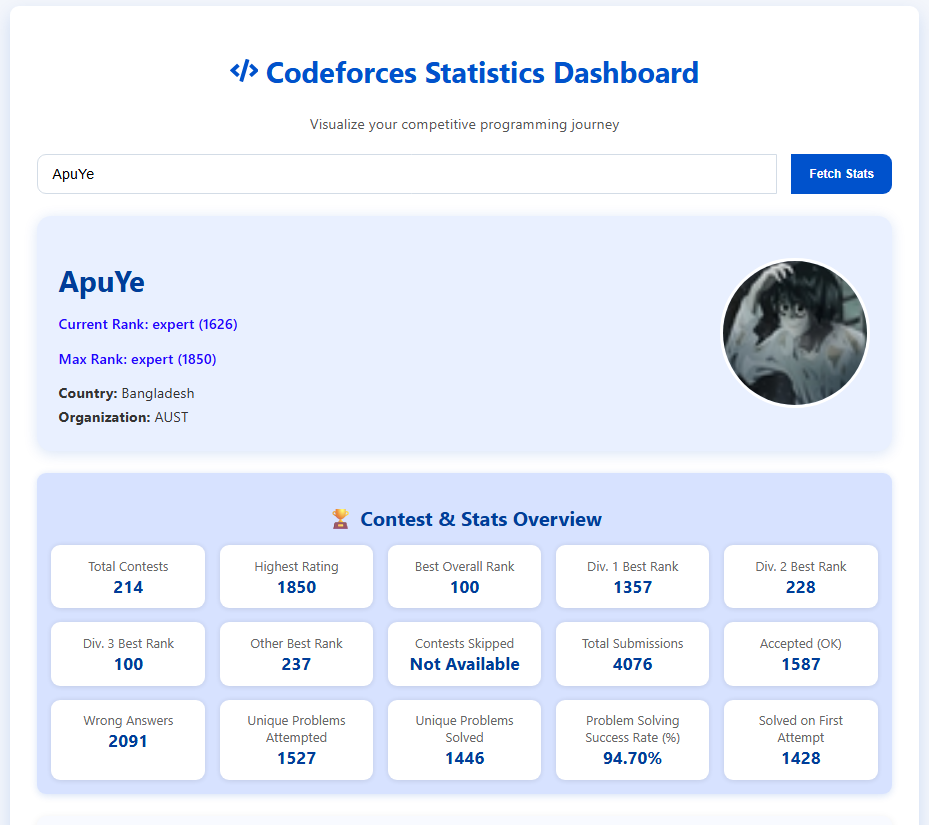 </> Codeforces Statistics Dashboard
Visualize your competitive programming journey
ApuYe
Fetch Stats
ApuYe
Current Rank: expert (1626)
Max Rank: expert (1850)
Country: Bangladesh
Organization: AUST
Contest & Stats Overview
Total Contests
214
Highest Rating
1850
Best Overall Rank
100
Div. 1 Best Rank
1357
Div. 2 Best Rank
228
Div. 3 Best Rank
100
Other Best Rank
237
Contests Skipped
Not Available
Total Submissions
4076
Accepted (OK)
1587
Wrong Answers
2091
Unique Problems
Attempted
1527
Unique Problems
Solved
1446
Problem Solving
Success Rate (%)
94.70%
Solved on First
Attempt
1428